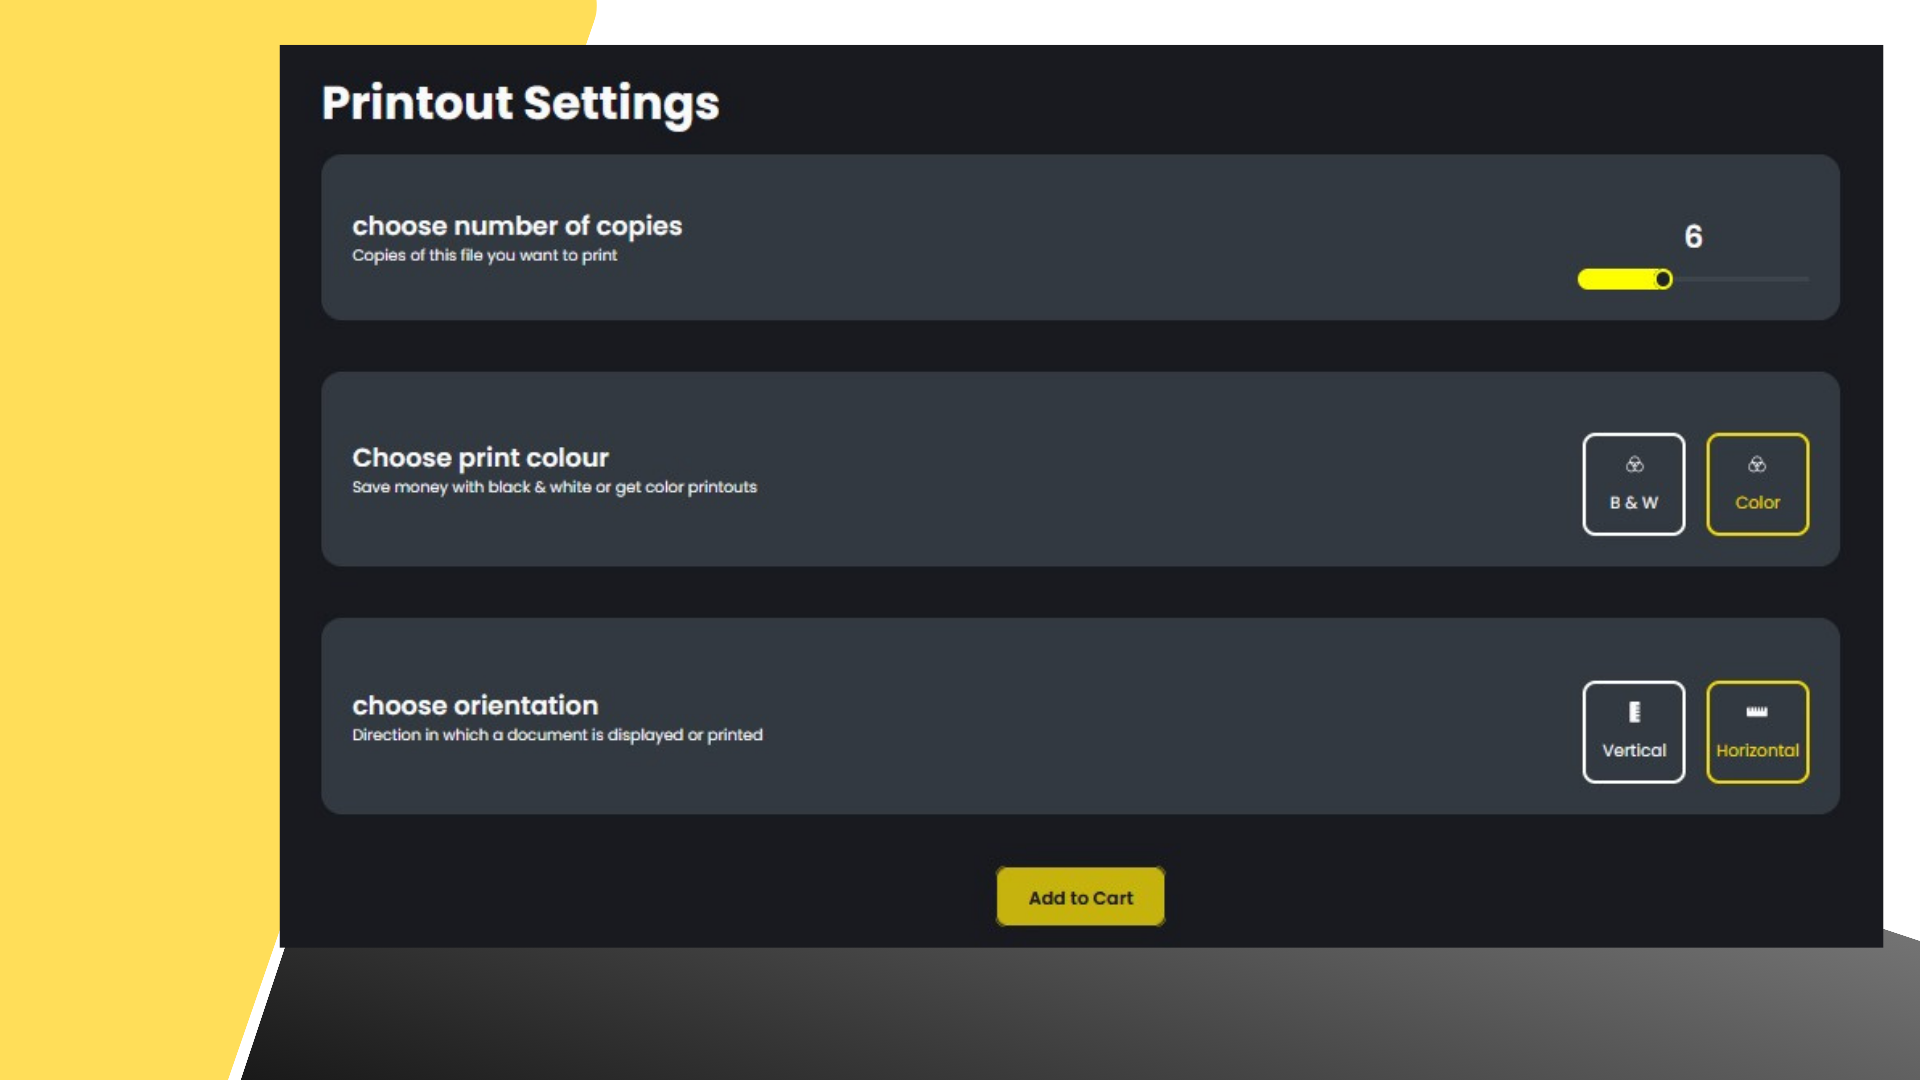 Printout Settings
choose number of copies
Copies of this file you want to print
6
Choose print colour
Save money with black & white or get color printouts
B & W
Color
choose orientation
Direction in which a document is displayed or printed
Vertical
Horizontal
Add to Cart